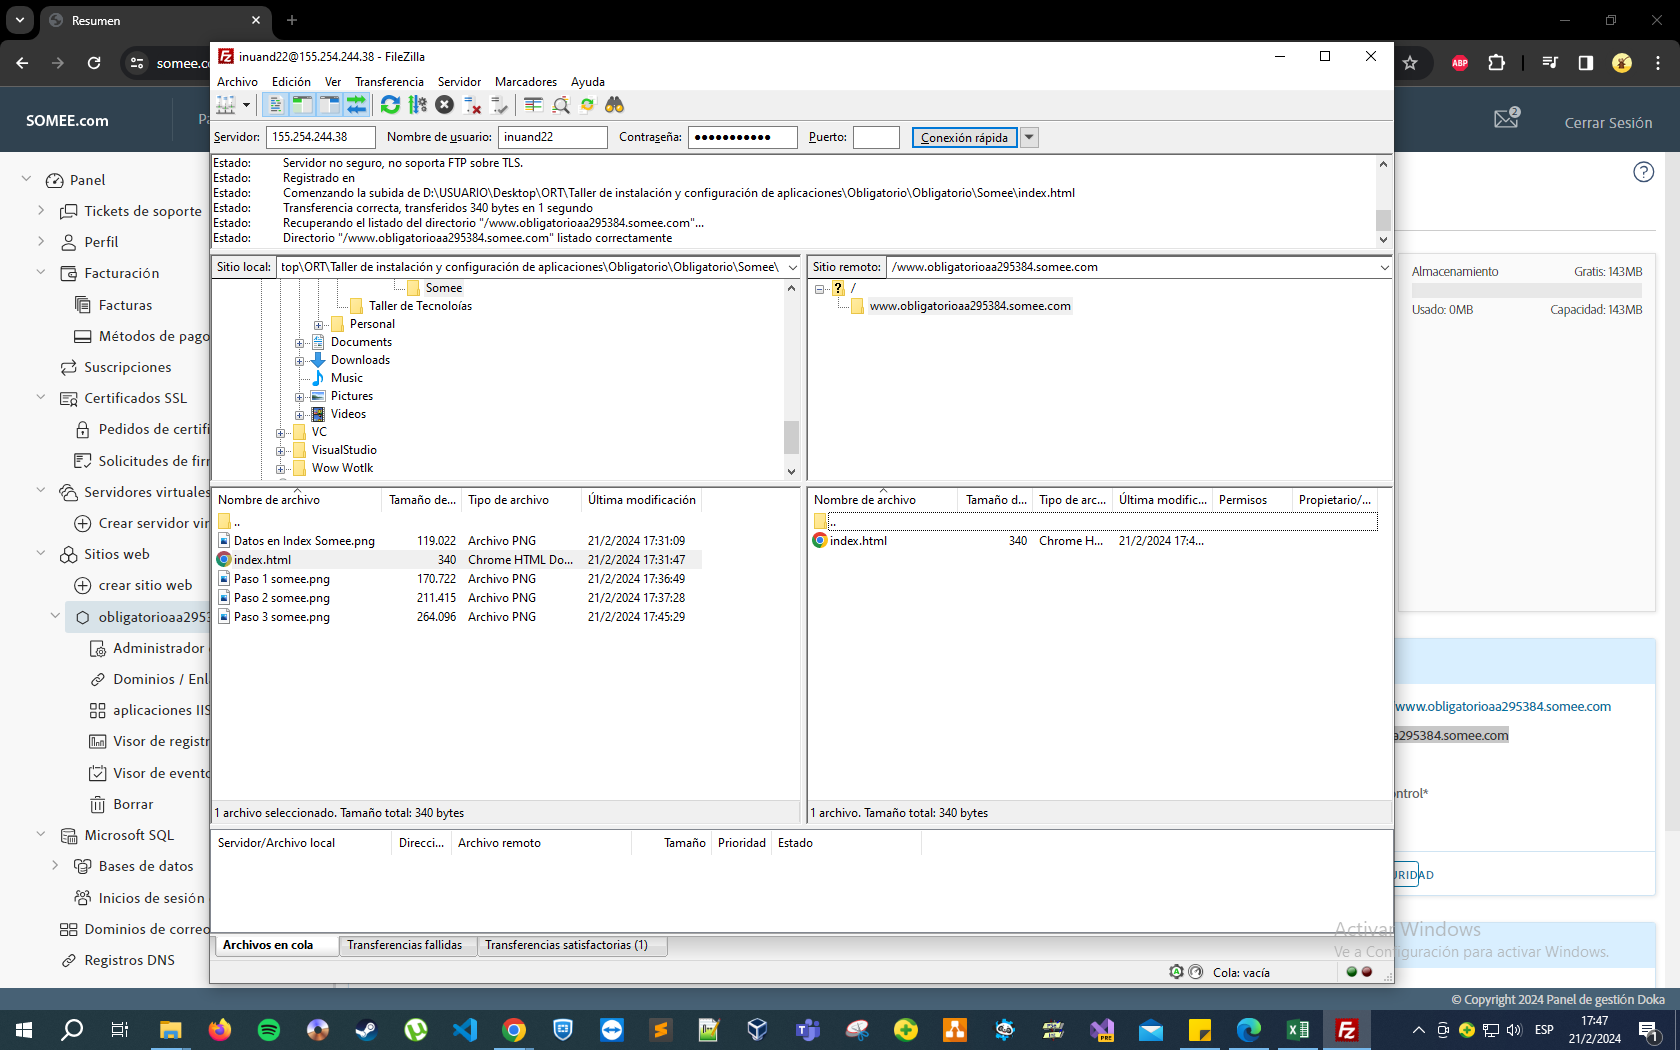 Resumen
somee.c
inuand22@155.254.244.38 - FileZilla
Archivo Edición Ver Transferencia Servidor Marcadores Ayuda
Servidor: 155.254.244.38 Nombre de usuario: inuand22 Contraseña: ●●●●●●●●●●● Puerto: Conexión rápida
ABP
SOMEE.com
2
Cerrar Sesión
Estado: Servidor no seguro, no soporta FTP sobre TLS.
Estado: Registrado en
Estado: Comenzando la subida de D:\USUARIO\Desktop\ORT\Taller de instalación y configuración de aplicaciones\Obligatorio\Obligatorio\Somee\index.html
Estado: Transferencia correcta, transferidos 340 bytes en 1 segundo
Estado: Recuperando el listado del directorio "/www.obligatorioaa295384.somee.com"...
Estado: Directorio "/www.obligatorioaa295384.somee.com" listado correctamente
Panel
Tickets de soporte
Perfil
Facturación
Facturas
Métodos de pago
Suscripciones
Certificados SSL
Pedidos de certifi
Solicitudes de fir
Servidores virtuales
Crear servidor vir
Sitios web
crear sitio web
obligatorioaa2953
Administrador
Dominios / Enl
aplicaciones IIS
Visor de registr
Visor de evento
Borrar
Microsoft SQL
Bases de datos
Inicios de sesión
Dominios de correo
Registros DNS
Sitio local: top\ORT\Taller de instalación y configuración de aplicaciones\Obligatorio\Obligatorio\Somee\
Somee
Taller de Tecnoloías
Personal
Documents
Downloads
Music
Pictures
Videos
VC
VisualStudio
Wow Wotlk
Sitio remoto: /www.obligatorioaa295384.somee.com
? /
www.obligatorioaa295384.somee.com
Nombre de archivo Tamaño de... Tipo de archivo Última modificación
..
Datos en Index Somee.png 119.022 Archivo PNG 21/2/2024 17:31:09
index.html 340 Chrome HTML Do... 21/2/2024 17:31:47
Paso 1 somee.png 170.722 Archivo PNG 21/2/2024 17:36:49
Paso 2 somee.png 211.415 Archivo PNG 21/2/2024 17:37:28
Paso 3 somee.png 264.096 Archivo PNG 21/2/2024 17:45:29
1 archivo seleccionado. Tamaño total: 340 bytes
Nombre de archivo Tamaño d... Tipo de arc... Última modific... Permisos Propietario/...
..
index.html 340 Chrome H... 21/2/2024 17:4...
1 archivo. Tamaño total: 340 bytes
Servidor/Archivo local Direcci... Archivo remoto Tamaño Prioridad Estado
Archivos en cola Transferencias fallidas Transferencias satisfactorias (1)
Cola: vacía
Almacenamiento Gratis: 143MB
Usado: 0MB Capacidad: 143MB
www.obligatorioaa295384.somee.com
a295384.somee.com
ontrol*
URIDAD
Activar Windows
Ve a Configuración para activar Windows.
© Copyright 2024 Panel de gestión Doka
ESP
17:47
21/2/2024
1